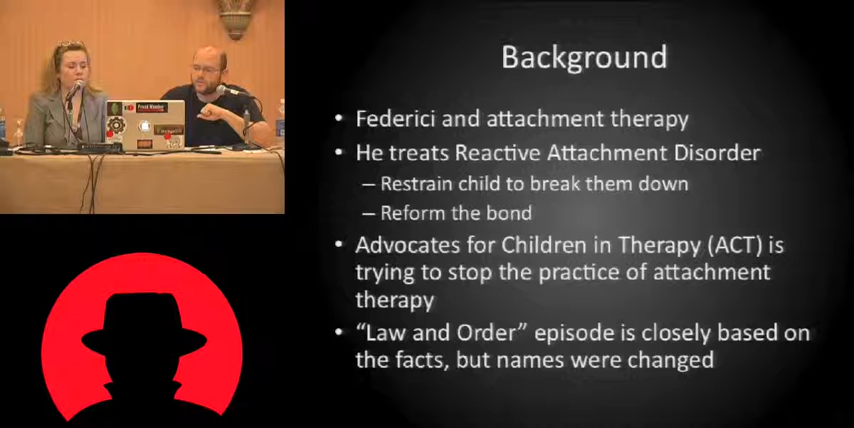 Background
• Federici and attachment therapy
• He treats Reactive Attachment Disorder
– Restrain child to break them down
– Reform the bond
• Advocates for Children in Therapy (ACT) is
trying to stop the practice of attachment
therapy
• “Law and Order” episode is closely based on
the facts, but names were changed